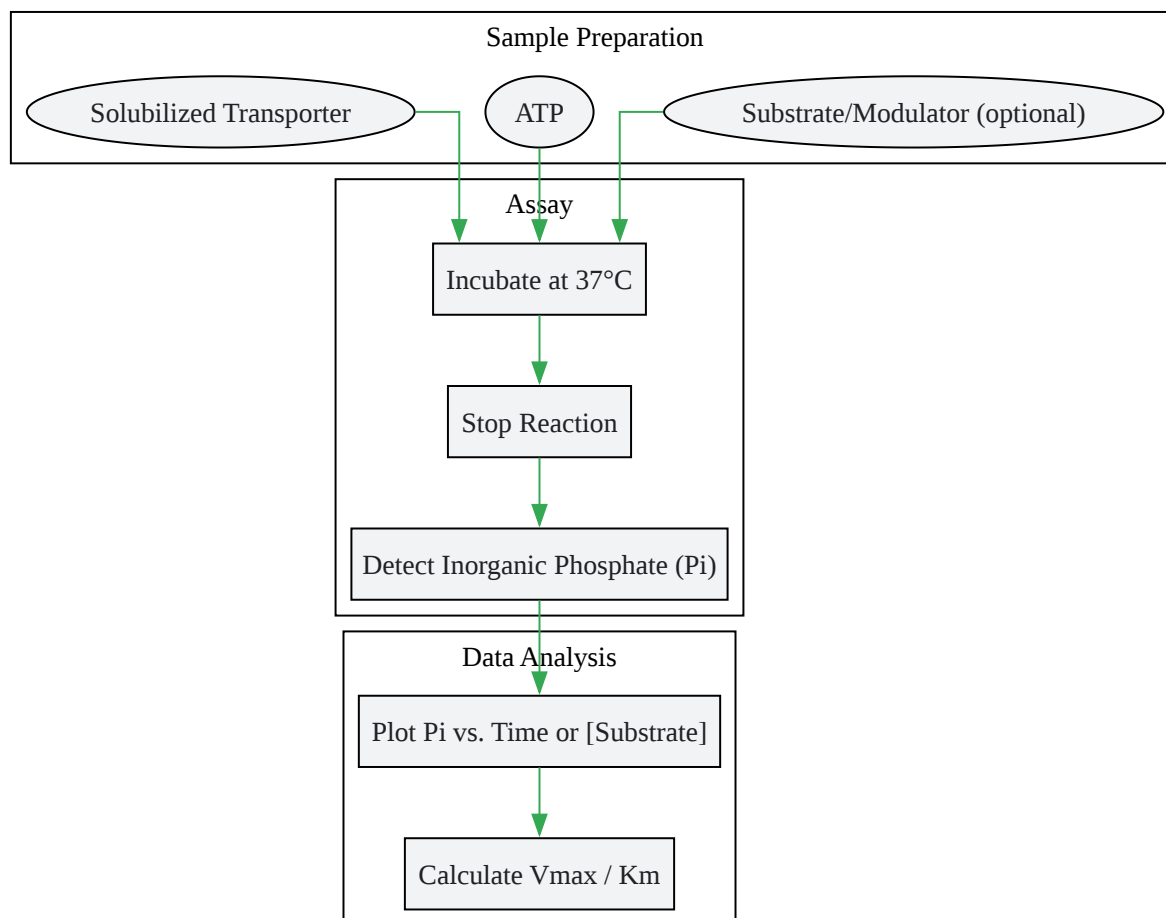 Sample Preparation
Solubilized Transporter
ATP
Substrate/Modulator (optional)
Assay
Incubate at 37°C
Stop Reaction
Detect Inorganic Phosphate (Pi)
Data Analysis
Plot Pi vs. Time or [Substrate]
Calculate Vmax / Km